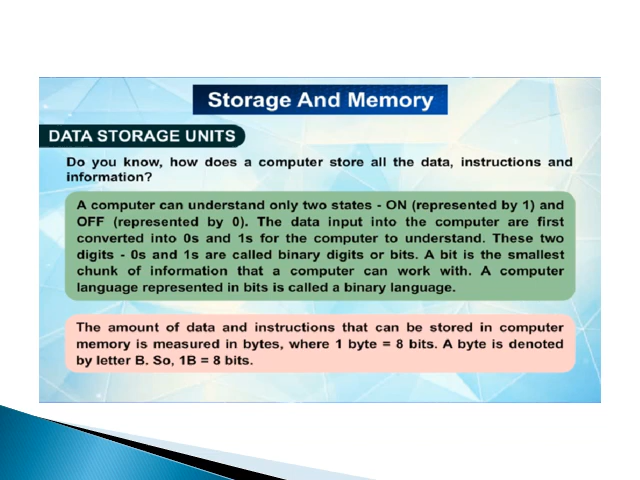 Storage And Memory
DATA STORAGE UNITS
Do you know, how does a computer store all the data, instructions and
information?
A computer can understand only two states - ON (represented by 1) and
OFF (represented by 0). The data input into the computer are first
converted into 0s and 1s for the computer to understand. These two
digits - 0s and 1s are called binary digits or bits. A bit is the smallest
chunk of information that a computer can work with. A computer
language represented in bits is called a binary language.
The amount of data and instructions that can be stored in computer
memory is measured in bytes, where 1 byte = 8 bits. A byte is denoted
by letter B. So, 1B = 8 bits.